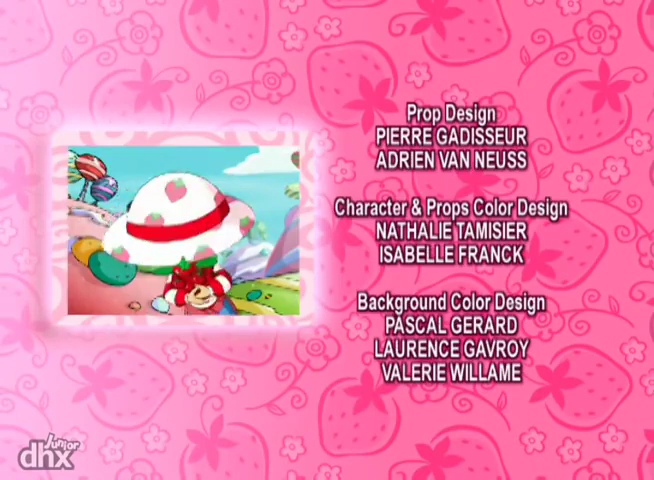 Prop Design
PIERRE GADISSEUR
ADRIEN VAN NEUSS
Character & Props Color Design
NATHALIE TAMISIER
ISABELLE FRANCK
Background Color Design
PASCAL GERARD
LAURENCE GAVROY
VALERIE WILLAME
Junior
dhx